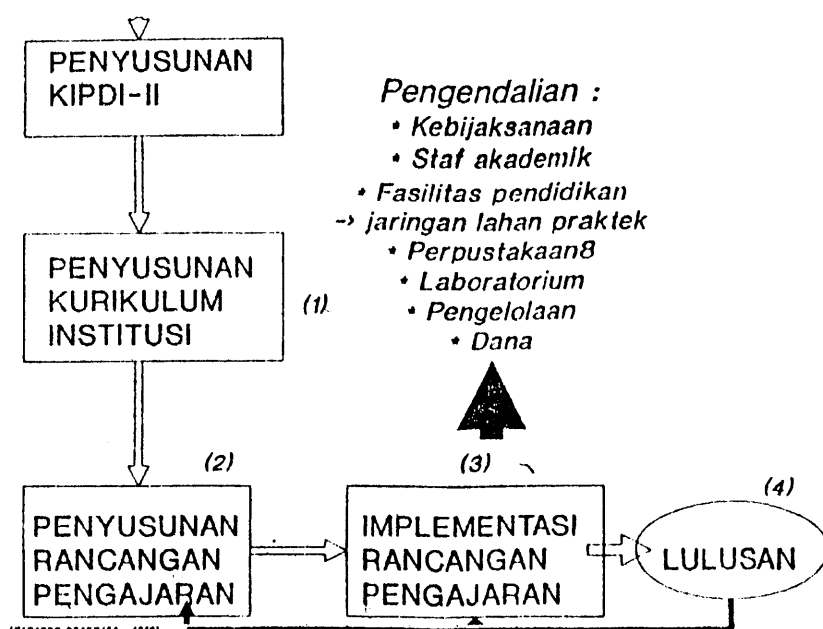 PENYUSUNAN
KIPDI-II
Pengendalian :
• Kebijaksanaan
• Staf akademik
• Fasilitas pendidikan
-> jaringan lahan praktek
• Perpustakaan8
• Laboratorium
• Pengelolaan
• Dana
PENYUSUNAN
KURIKULUM
INSTITUSI
(1)
(2)
PENYUSUNAN
RANCANGAN
PENGAJARAN
(3)
IMPLEMENTASI
RANCANGAN
PENGAJARAN
(4)
LULUSAN